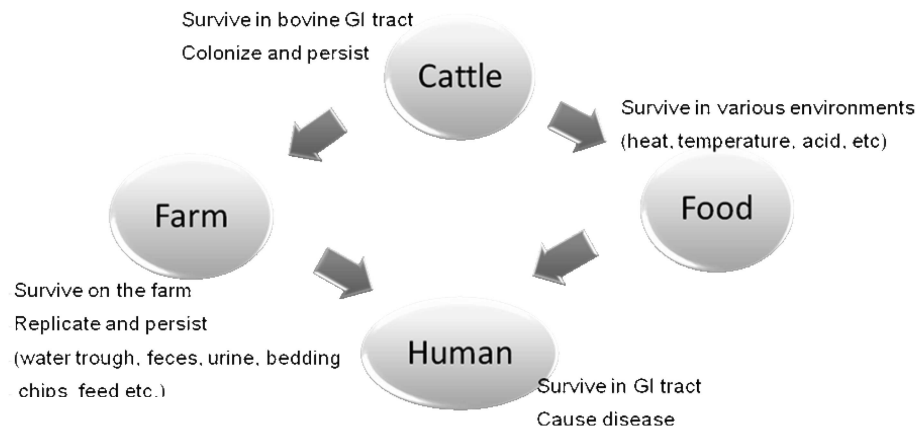 Survive in bovine GI tract
Colonize and persist
Cattle
Survive in various environments
(heat, temperature, acid, etc)
Farm
Food
Survive on the farm
Replicate and persist
(water trough, feces, urine, bedding
chips, feed etc.)
Human
Survive in GI tract
Cause disease